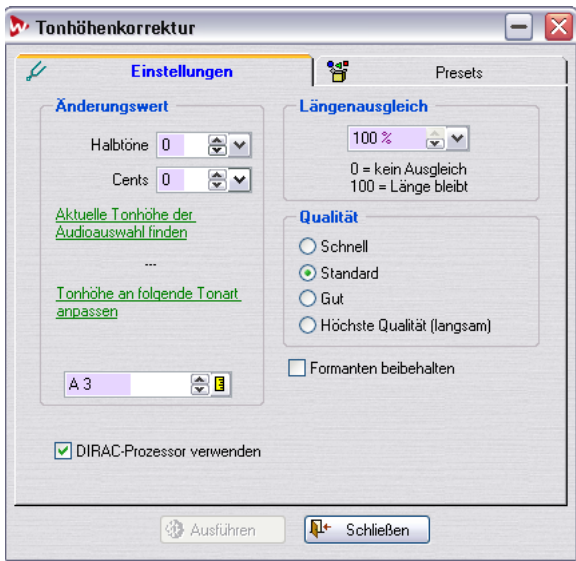 Tonhöhenkorrektur
Einstellungen
Presets
Änderungswert
Halbtöne 0
Cents 0
Aktuelle Tonhöhe der
Audioauswahl finden
---
Tonhöhe an folgende Tonart
anpassen
A 3
Längenausgleich
100 %
0 = kein Ausgleich
100 = Länge bleibt
Qualität
Schnell
Standard
Gut
Höchste Qualität (langsam)
Formanten beibehalten
DIRAC-Prozessor verwenden
Ausführen
Schließen